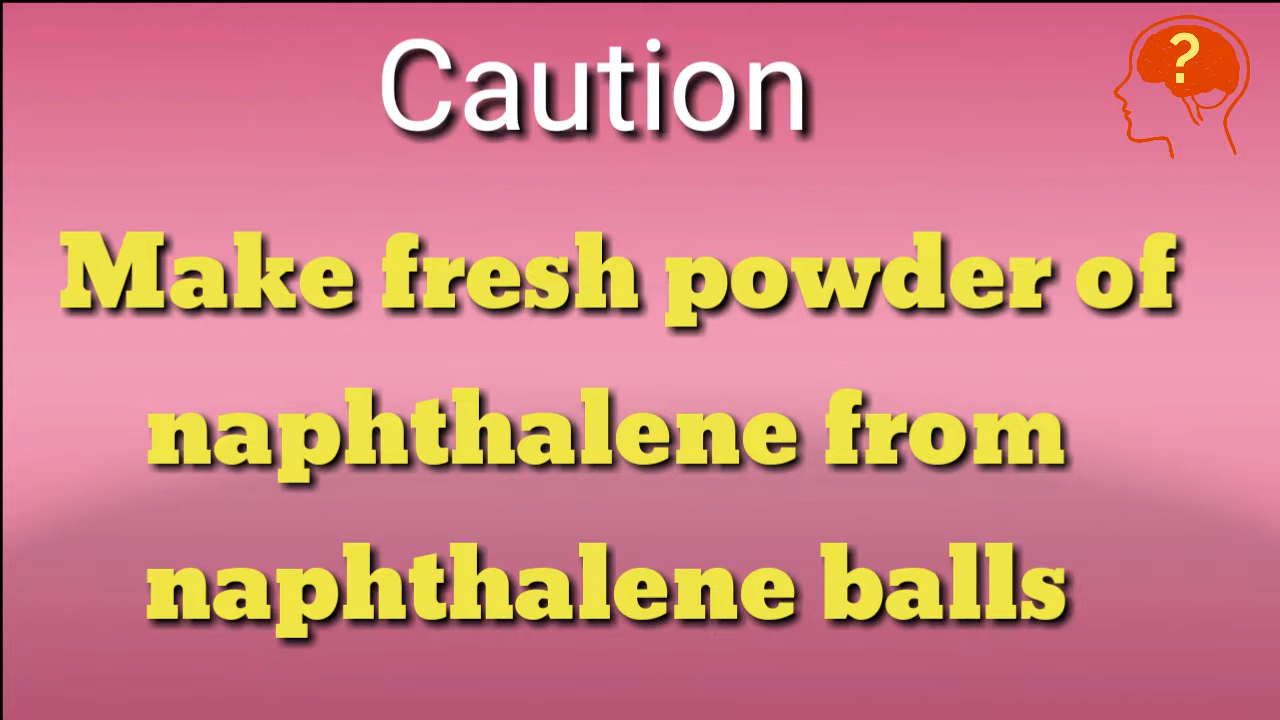 Caution
?
Make fresh powder of
naphthalene from
naphthalene balls